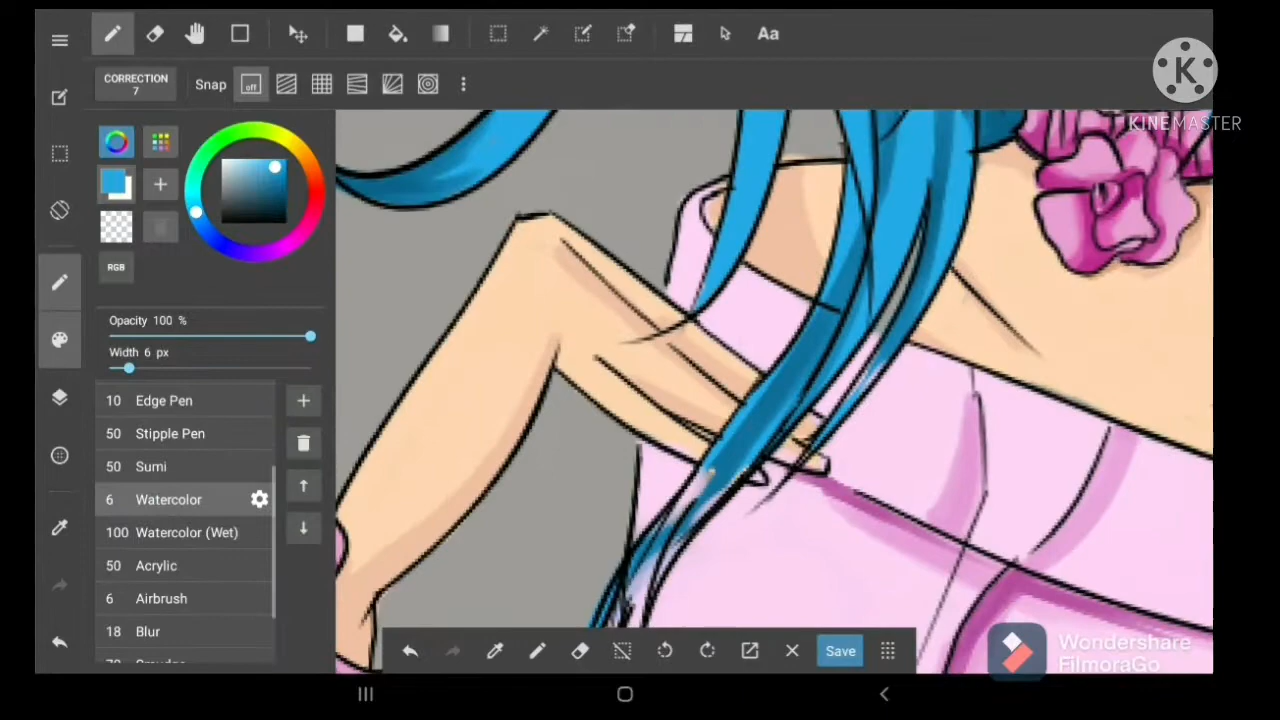 Aa
CORRECTION
7
Snap
off
K
KINEMASTER
RGB
Opacity 100 %
Width 6 px
10 Edge Pen
50 Stipple Pen
50 Sumi
6 Watercolor
100 Watercolor (Wet)
50 Acrylic
6 Airbrush
18 Blur
Save
Wondershare
FilmoraGo